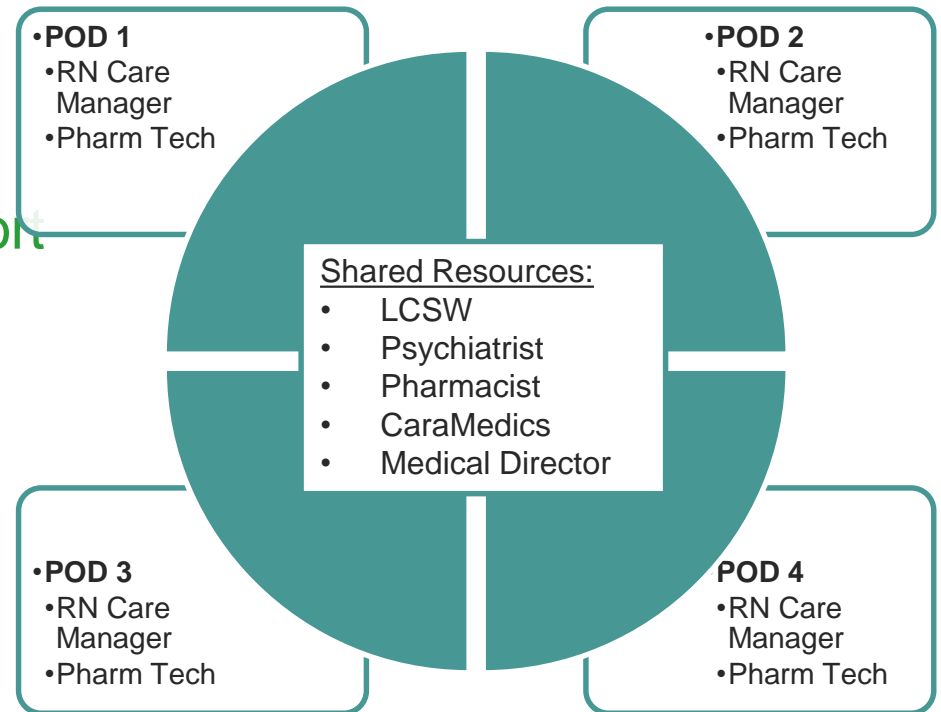 •POD 1
•RN Care
Manager
•Pharm Tech
•POD 2
•RN Care
Manager
•Pharm Tech
Shared Resources:
• LCSW
• Psychiatrist
• Pharmacist
• CaraMedics
• Medical Director
•POD 3
•RN Care
Manager
•Pharm Tech
POD 4
•RN Care
Manager
•Pharm Tech